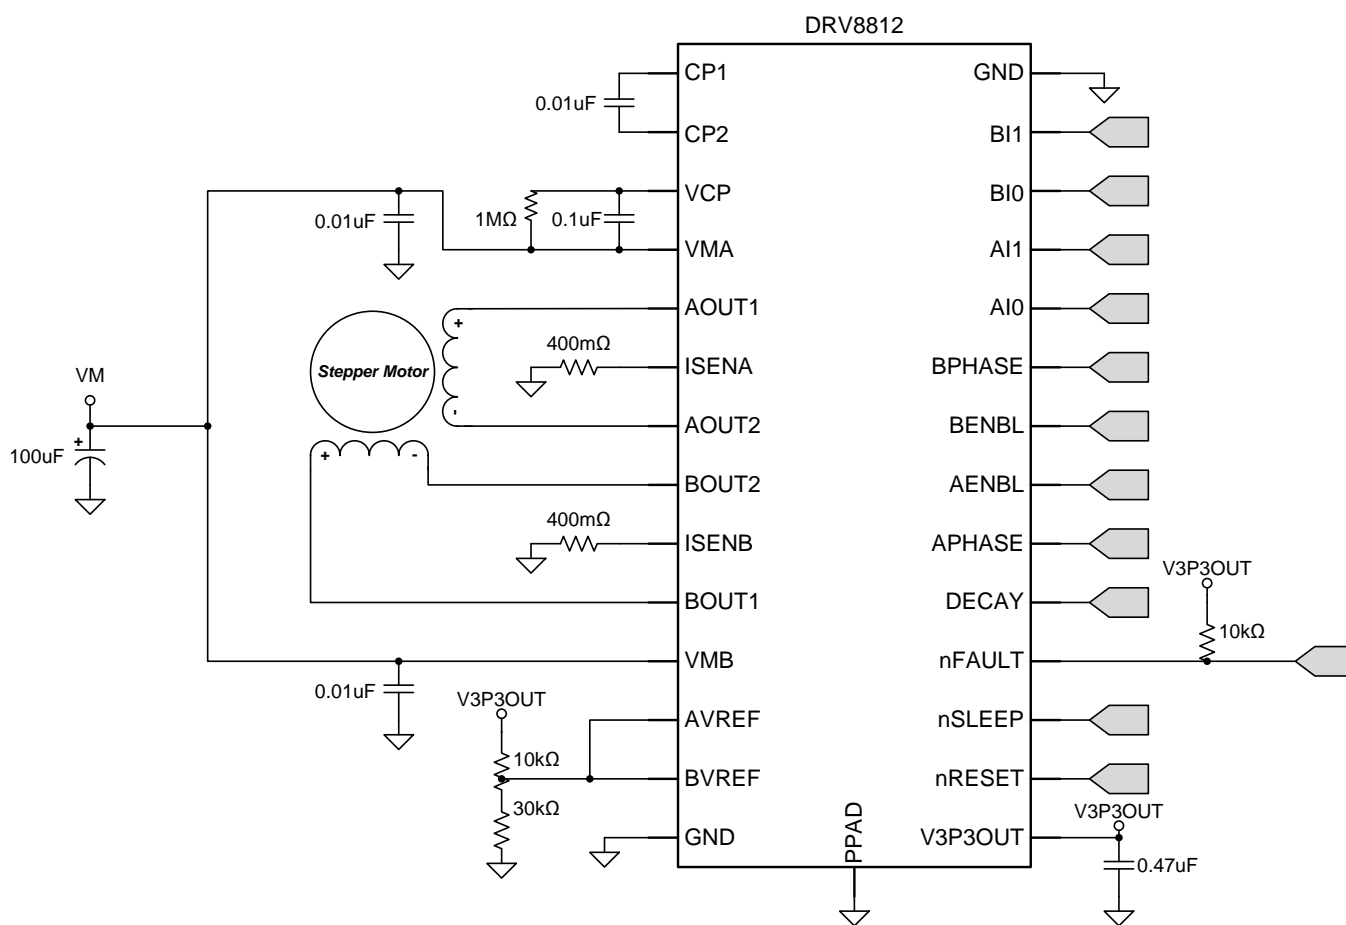 DRV8812
CP1
GND
0.01uF
CP2
BI1
VCP
BI0
1MΩ
0.1uF
0.01uF
VMA
AI1
AOUT1
AI0
+
400mΩ
Stepper Motor
ISENA
BPHASE
VM
-
AOUT2
BENBL
+
100uF
+
-
BOUT2
AENBL
400mΩ
ISENB
APHASE
V3P3OUT
BOUT1
DECAY
10kΩ
VMB
nFAULT
0.01uF
V3P3OUT
AVREF
nSLEEP
10kΩ
BVREF
nRESET
30kΩ
V3P3OUT
GND
PPAD
V3P3OUT
0.47uF